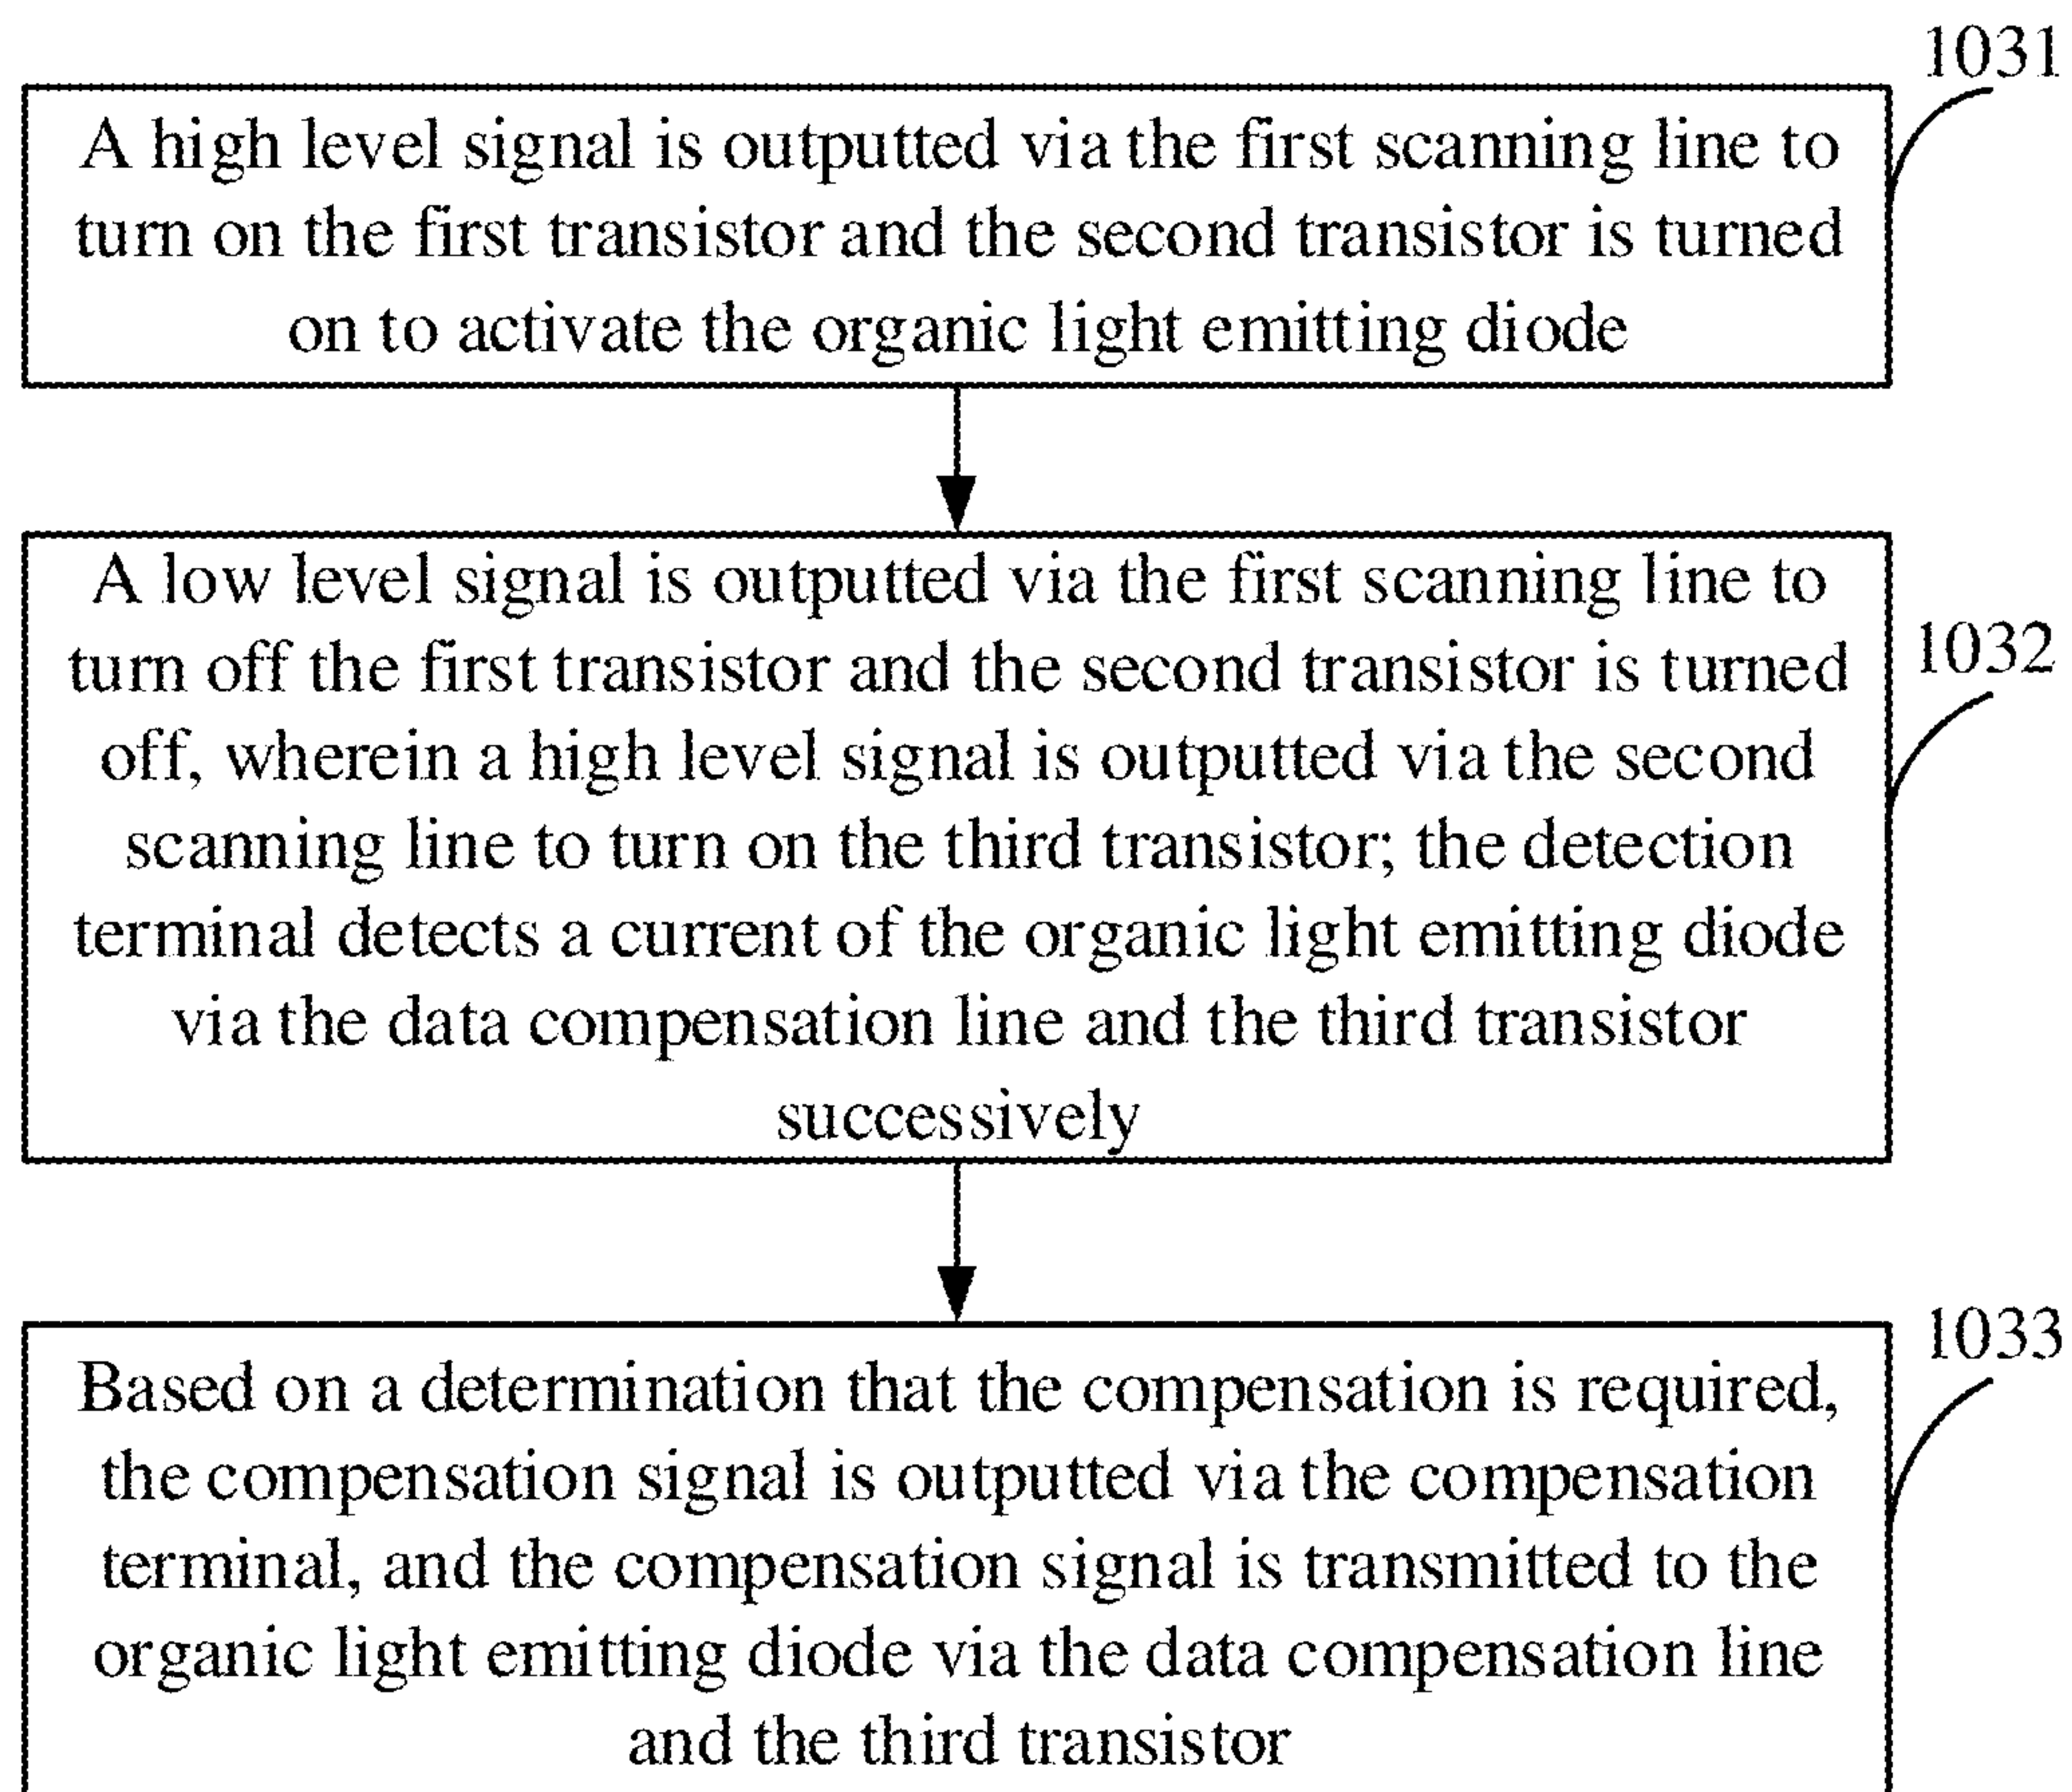 1031
A high level signal is outputted via the first scanning line to
turn on the first transistor and the second transistor is turned
on to activate the organic light emitting diode
A low level signal is outputted via the first scanning line to
turn off the first transistor and the second transistor is turned
1032
off, wherein a high level signal is outputted via the second
scanning line to turn on the third transistor; the detection
terminal detects a current of the organic light emitting diode
via the data compensation line and the third transistor
successively
1033
Based on a determination that the compensation is required,
the compensation signal is outputted via the compensation
terminal, and the compensation signal is transmitted to the
organic light emitting diode via the data compensation line
and the third transistor